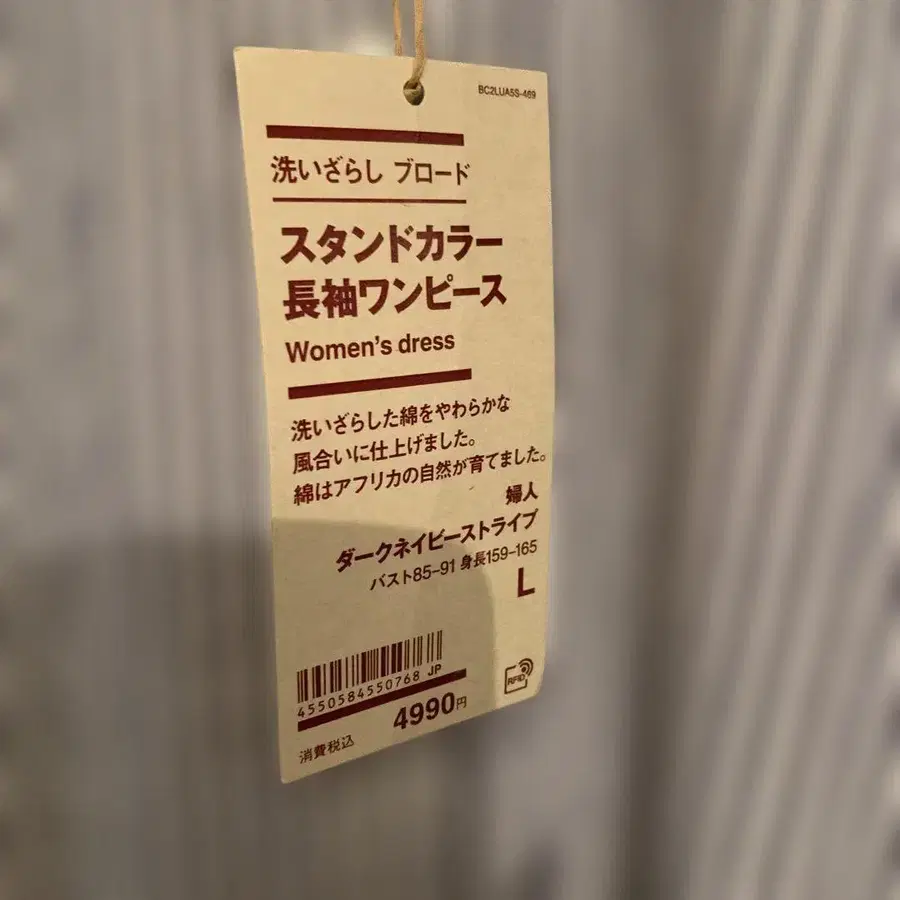 BC2LUA5S-469
洗いざらし ブロード
スタンドカラー
長袖ワンピース
Women's dress
洗いざらした綿をやわらかな
風合いに仕上げました。
綿はアフリカの自然が育てました。
婦人
ダークネイビーストライプ
バスト85-91 身長159-165
L
4550584550768 JP
RFID
4990円
消費税込